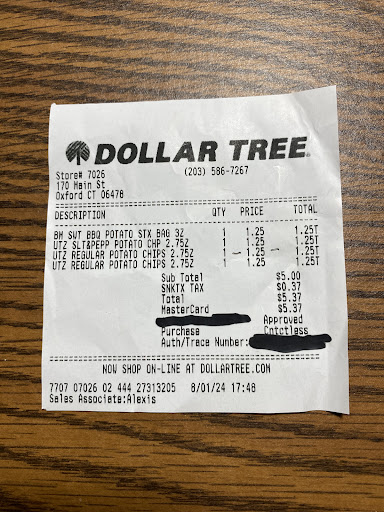 DOLLAR TREE
Store# 7026 (203) 586-7267
170 Main St
Oxford CT 06478
DESCRIPTION QTY PRICE TOTAL
BM SWT BBQ POTATO STX BAG 3Z 1 1.25 1.25T
UTZ SLT&PEPP POTATO CHP 2.75Z 1 1.25 1.25T
UTZ REGULAR POTATO CHIPS 2.75Z 1 1.25 1.25T
UTZ REGULAR POTATO CHIPS 2.75Z 1 1.25 1.25T
Sub Total $5.00
SNKTX TAX $0.37
Total $5.37
MasterCard $5.37
Approved
Purchase Cntctless
Auth/Trace Number:
NOW SHOP ON-LINE AT DOLLARTREE.COM
7707 07026 02 444 27313205 8/01/24 17:48
Sales Associate:Alexis